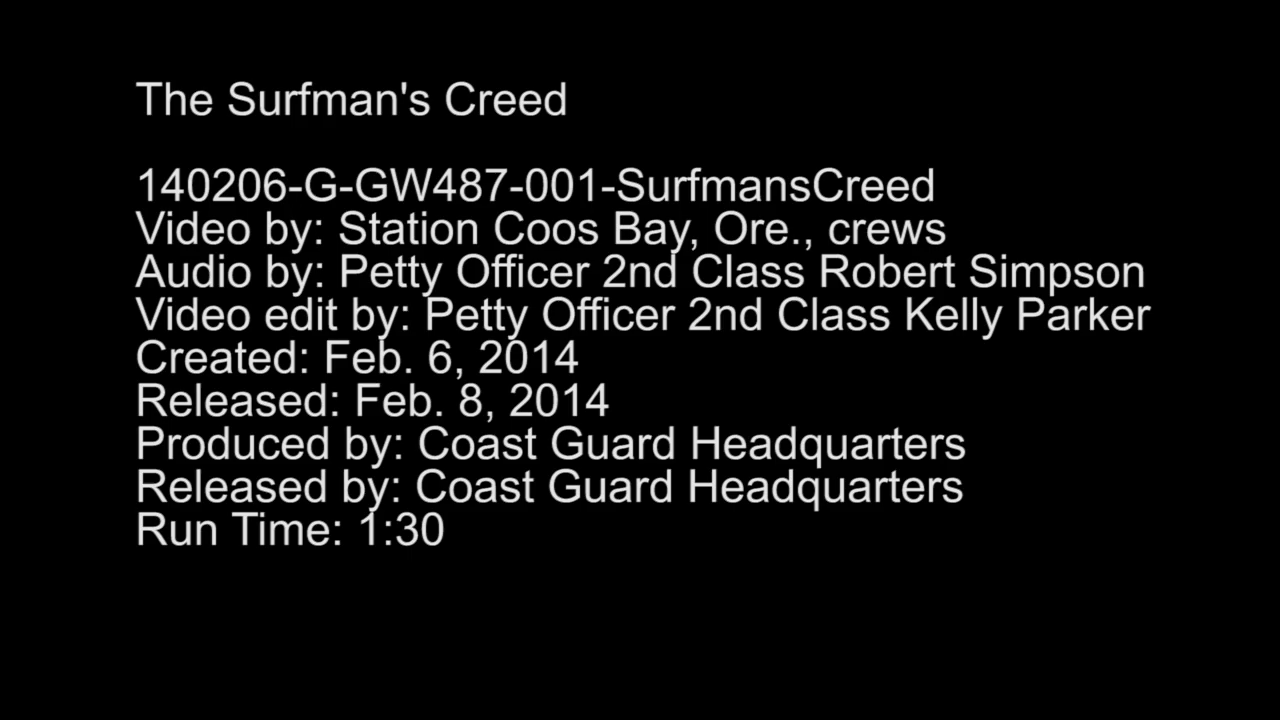 The Surfman's Creed
140206-G-GW487-001-SurfmansCreed
Video by: Station Coos Bay, Ore., crews
Audio by: Petty Officer 2nd Class Robert Simpson
Video edit by: Petty Officer 2nd Class Kelly Parker
Created: Feb. 6, 2014
Released: Feb. 8, 2014
Produced by: Coast Guard Headquarters
Released by: Coast Guard Headquarters
Run Time: 1:30